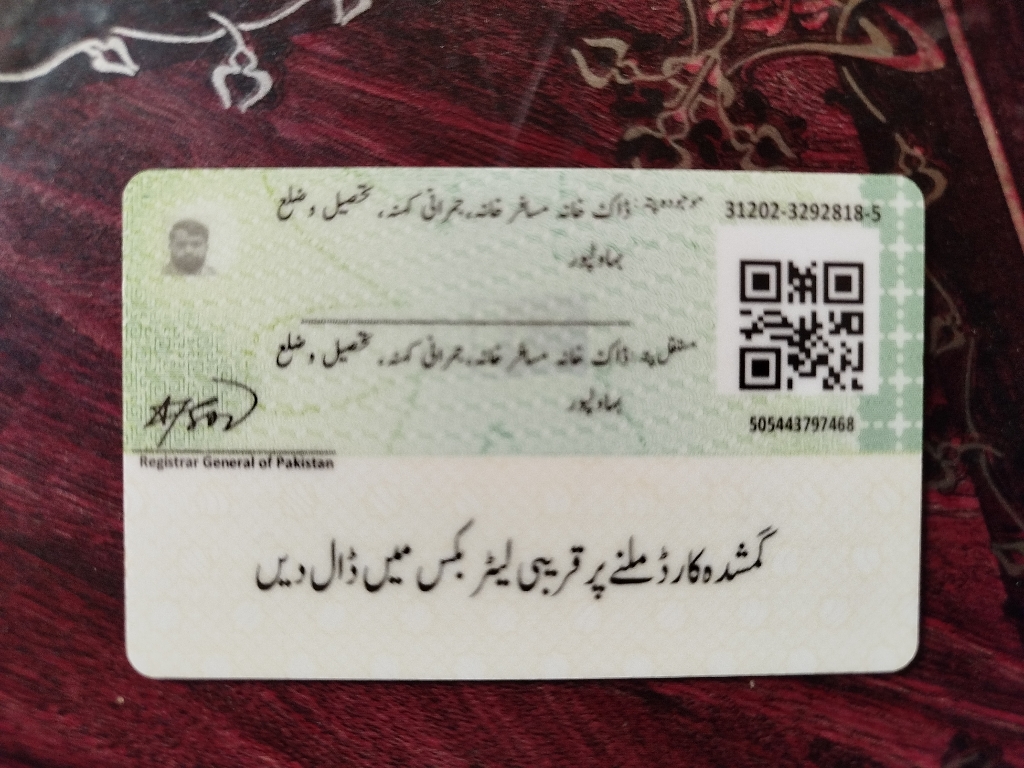 31202-3292818-5
موجودہ پتہ: ڈاک خانہ مسافر خانہ، جمرانی کہنہ، تحصیل و ضلع
بہاولپور
مستقل پتہ: ڈاک خانہ مسافر خانہ، جمرانی کہنہ، تحصیل و ضلع
بہاولپور
505443797468
Registrar General of Pakistan
گمشدہ کارڈ ملنے پر قریبی لیٹر بکس میں ڈال دیں